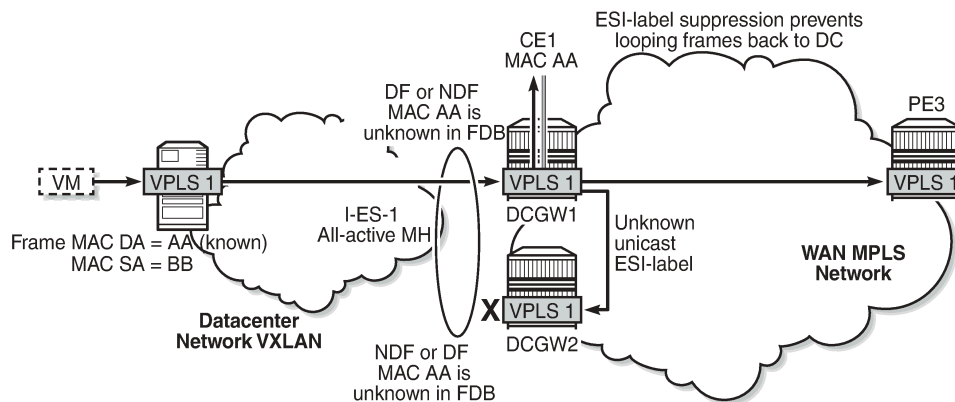 ESI-label suppression prevents
looping frames back to DC
CE1
MAC AA
DF or NDF
MAC AA is
unknown in FDB
PE3
VM
VPLS 1
VPLS 1
VPLS 1
DCGW1
I-ES-1
All-active MH
Unknown
unicast
ESI-label
Frame MAC DA = AA (known)
MAC SA = BB
WAN MPLS
Network
X
VPLS 1
DCGW2
Datacenter
Network VXLAN
NDF or DF
MAC AA is
unknown in FDB